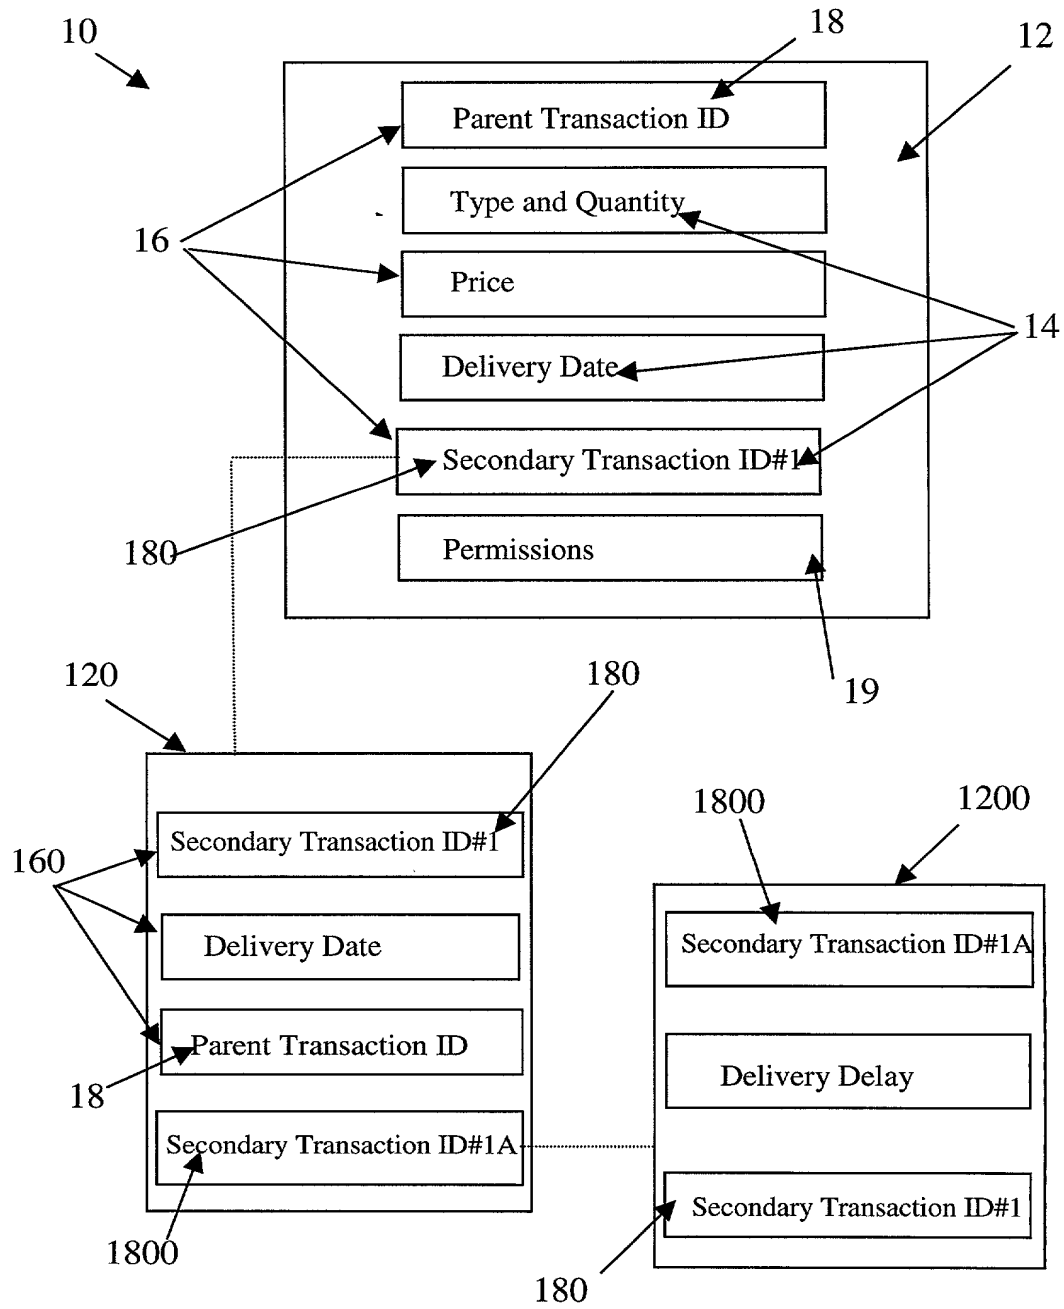 10
18
12
Parent Transaction ID
Type and Quantity
16
Price
14
Delivery Date
Secondary Transaction ID#1
180
Permissions
19
120
180
Secondary Transaction ID#1
160
Delivery Date
Parent Transaction ID
18
Secondary Transaction ID#1A
1800
1800
1200
Secondary Transaction ID#1A
Delivery Delay
Secondary Transaction ID#1
180